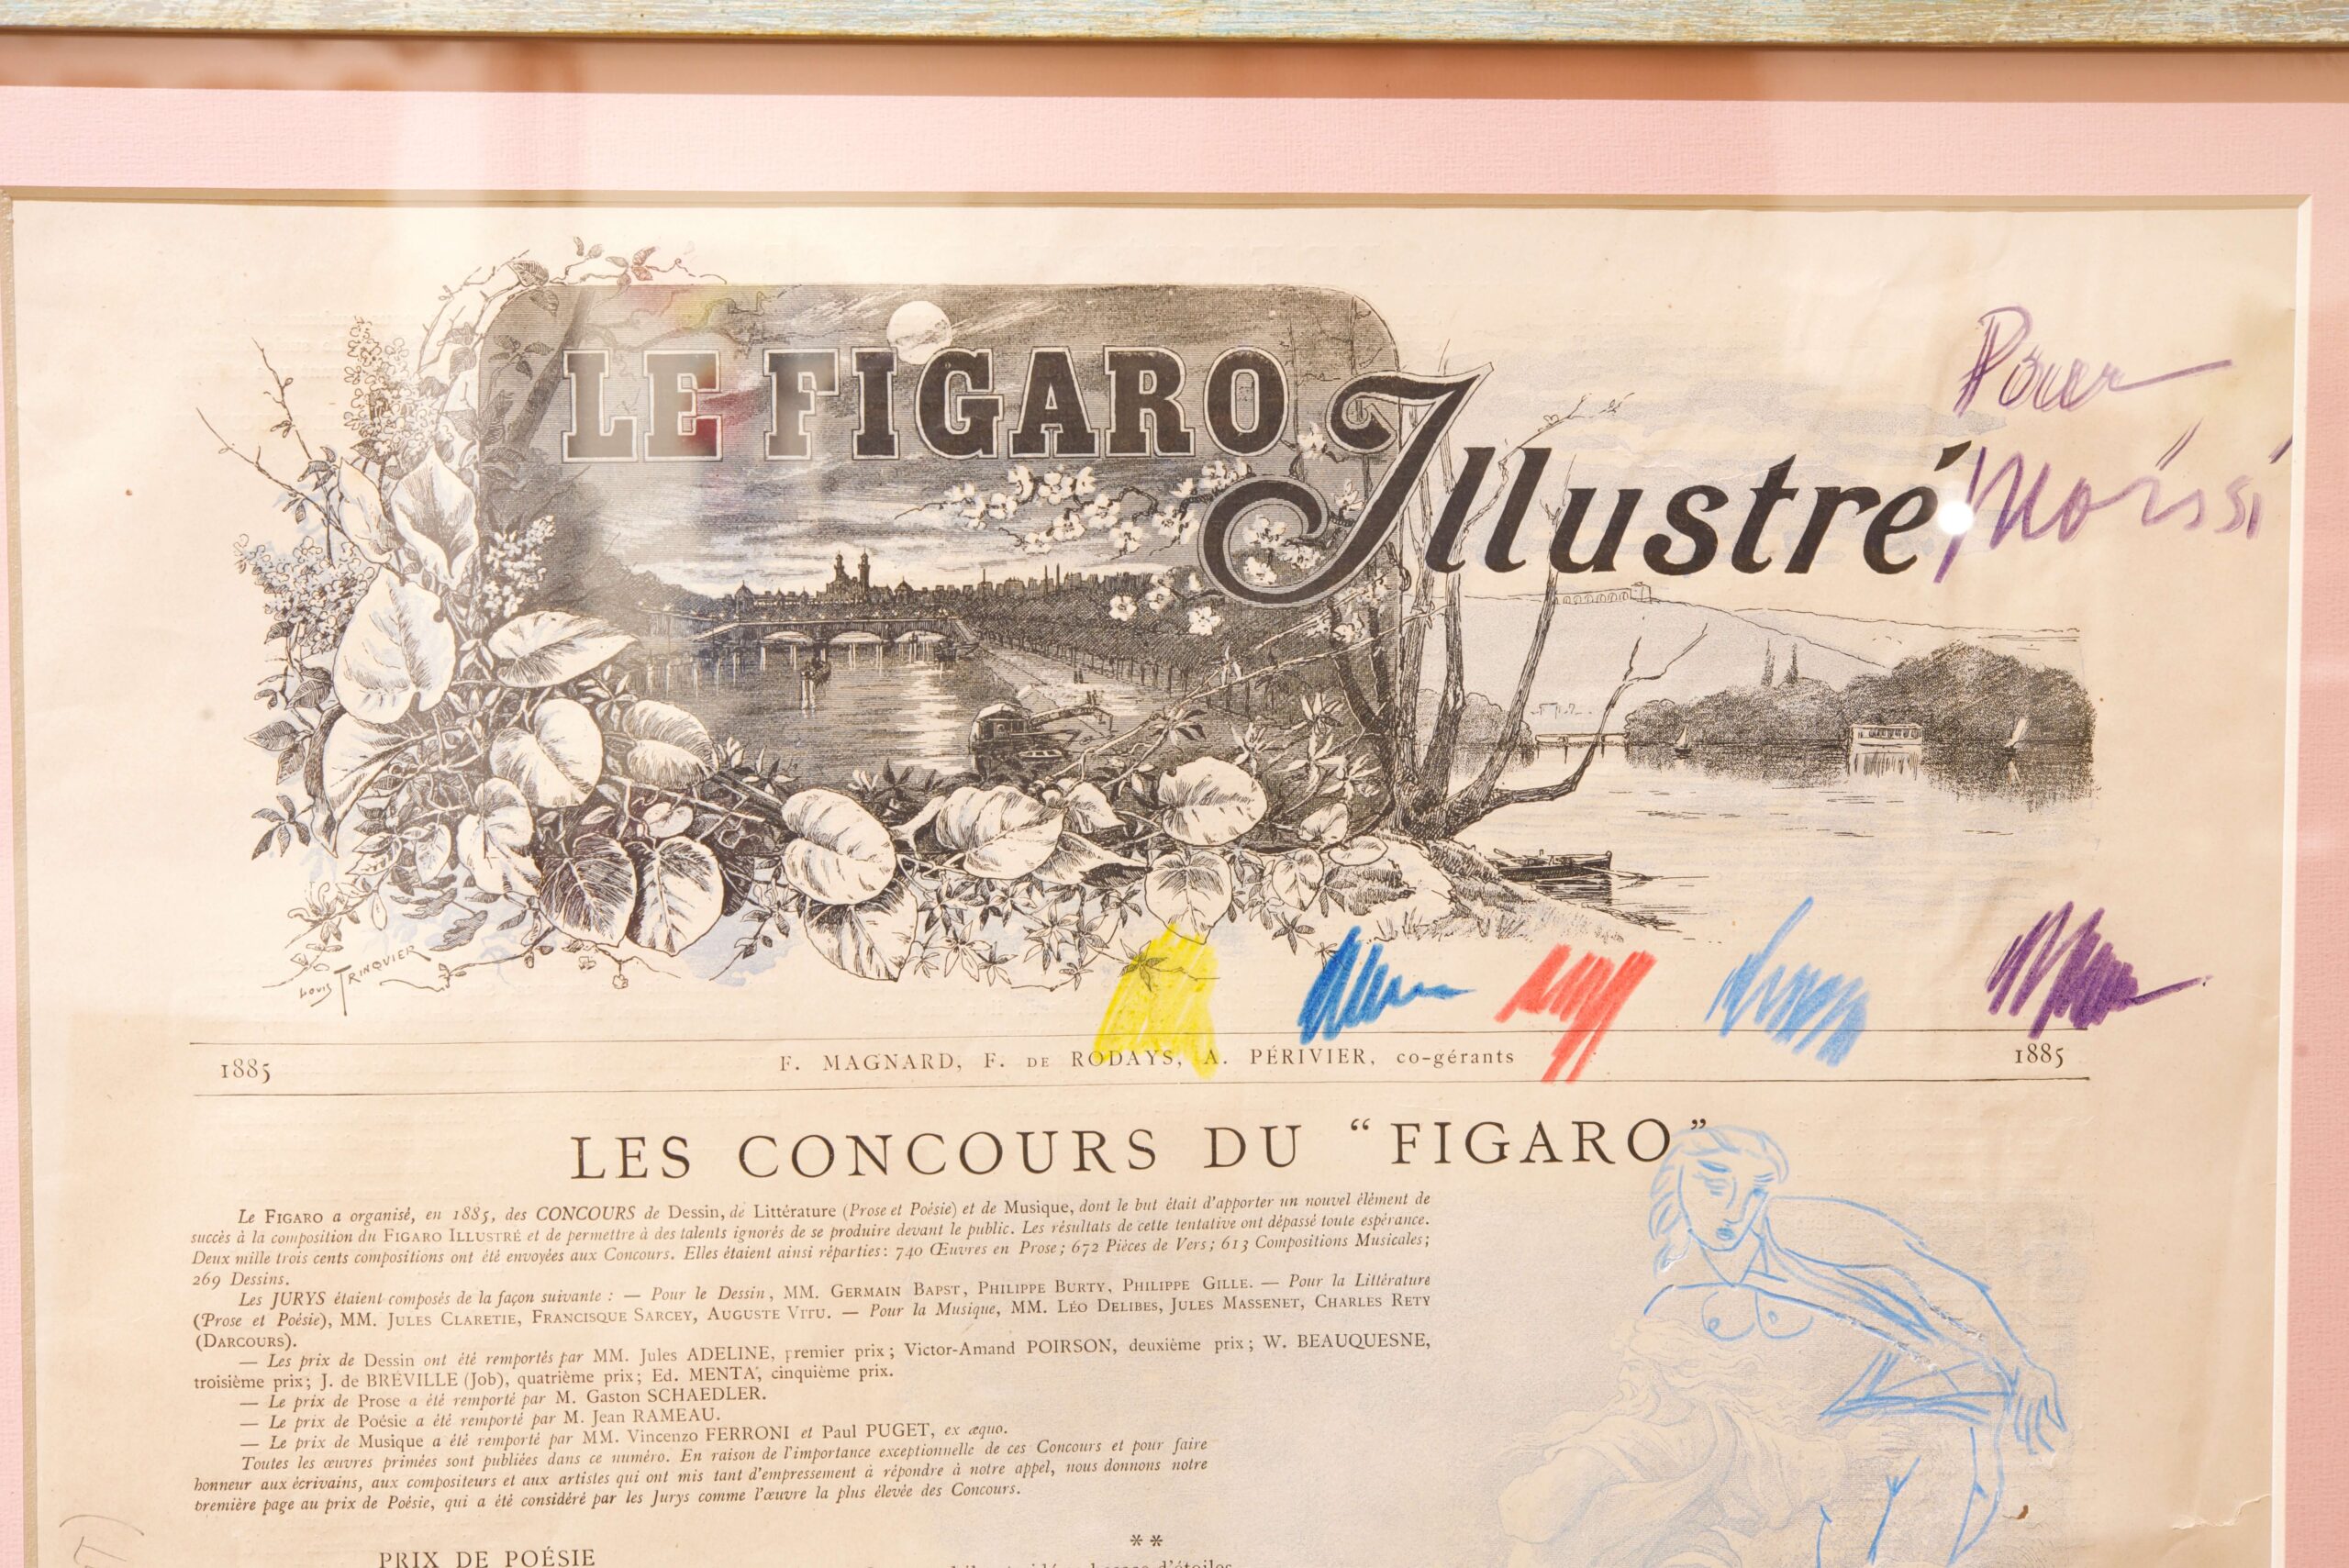 LE FIGARO
Illustré
Pour
Moïssi
LOUIS TRINQUIER
1885 F. MAGNARD, F. DE RODAYS, A. PÉRIVIER, co-gérants 1885
LES CONCOURS DU “FIGARO”
Le FIGARO a organisé, en 1885, des CONCOURS de Dessin, de Littérature (Prose et Poésie) et de Musique, dont le but était d'apporter un nouvel élément de
succès à la composition du FIGARO ILLUSTRÉ et de permettre à des talents ignorés de se produire devant le public. Les résultats de cette tentative ont dépassé toute espérance.
Deux mille trois cents compositions ont été envoyées aux Concours. Elles étaient ainsi réparties: 740 Œuvres en Prose; 672 Pièces de Vers; 613 Compositions Musicales;
269 Dessins.
Les JURYS étaient composés de la façon suivante : — Pour le Dessin, MM. GERMAIN BAPST, PHILIPPE BURTY, PHILIPPE GILLE. — Pour la Littérature
(Prose et Poésie), MM. JULES CLARETIE, FRANCISQUE SARCEY, AUGUSTE VITU. — Pour la Musique, MM. LÉO DELIBES, JULES MASSENET, CHARLES RETY
(DARCOURS).
— Les prix de Dessin ont été remportés par MM. Jules ADELINE, premier prix; Victor-Amand POIRSON, deuxième prix; W. BEAUQUESNE,
troisième prix; J. de BRÉVILLE (Job), quatrième prix; Ed. MENTA, cinquième prix.
— Le prix de Prose a été remporté par M. Gaston SCHAEDLER.
— Le prix de Poésie a été remporté par M. Jean RAMEAU.
— Le prix de Musique a été remporté par MM. Vincenzo FERRONI et Paul PUGET, ex æquo.
Toutes les œuvres primées sont publiées dans ce numéro. En raison de l'importance exceptionnelle de ces Concours et pour faire
honneur aux écrivains, aux compositeurs et aux artistes qui ont mis tant d'empressement à répondre à notre appel, nous donnons notre
première page au prix de Poésie, qui a été considéré par les Jurys comme l'œuvre la plus élevée des Concours.
* *
PRIX DE POÉSIE
d'étoiles